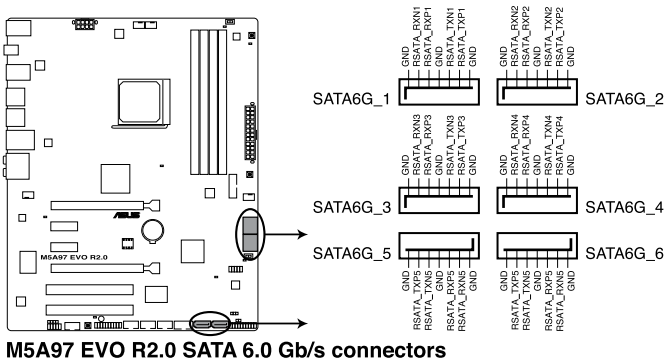 GND
RSATA_RXN1
RSATA_RXP1
GND
RSATA_TXN1
RSATA_TXP1
GND
SATA6G_1
GND
RSATA_RXN2
RSATA_RXP2
GND
RSATA_TXN2
RSATA_TXP2
GND
SATA6G_2
GND
RSATA_RXN3
RSATA_RXP3
GND
RSATA_TXN3
RSATA_TXP3
GND
SATA6G_3
GND
RSATA_RXN4
RSATA_RXP4
GND
RSATA_TXN4
RSATA_TXP4
GND
SATA6G_4
SATA6G_5
GND
RSATA_TXP5
RSATA_TXN5
GND
RSATA_RXP5
RSATA_RXN5
GND
SATA6G_6
GND
RSATA_TXP5
RSATA_TXN5
GND
RSATA_RXP5
RSATA_RXN5
GND
ASUS
M5A97 EVO R2.0
M5A97 EVO R2.0 SATA 6.0 Gb/s connectors